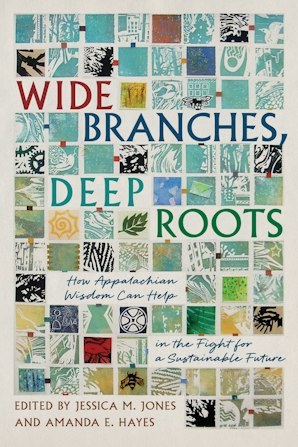 WIDE
BRANCHES,
DEEP
ROOTS
How Appalachian
Wisdom Can Help
in the Fight for
a Sustainable Future
EDITED BY JESSICA M. JONES
AND AMANDA E. HAYES